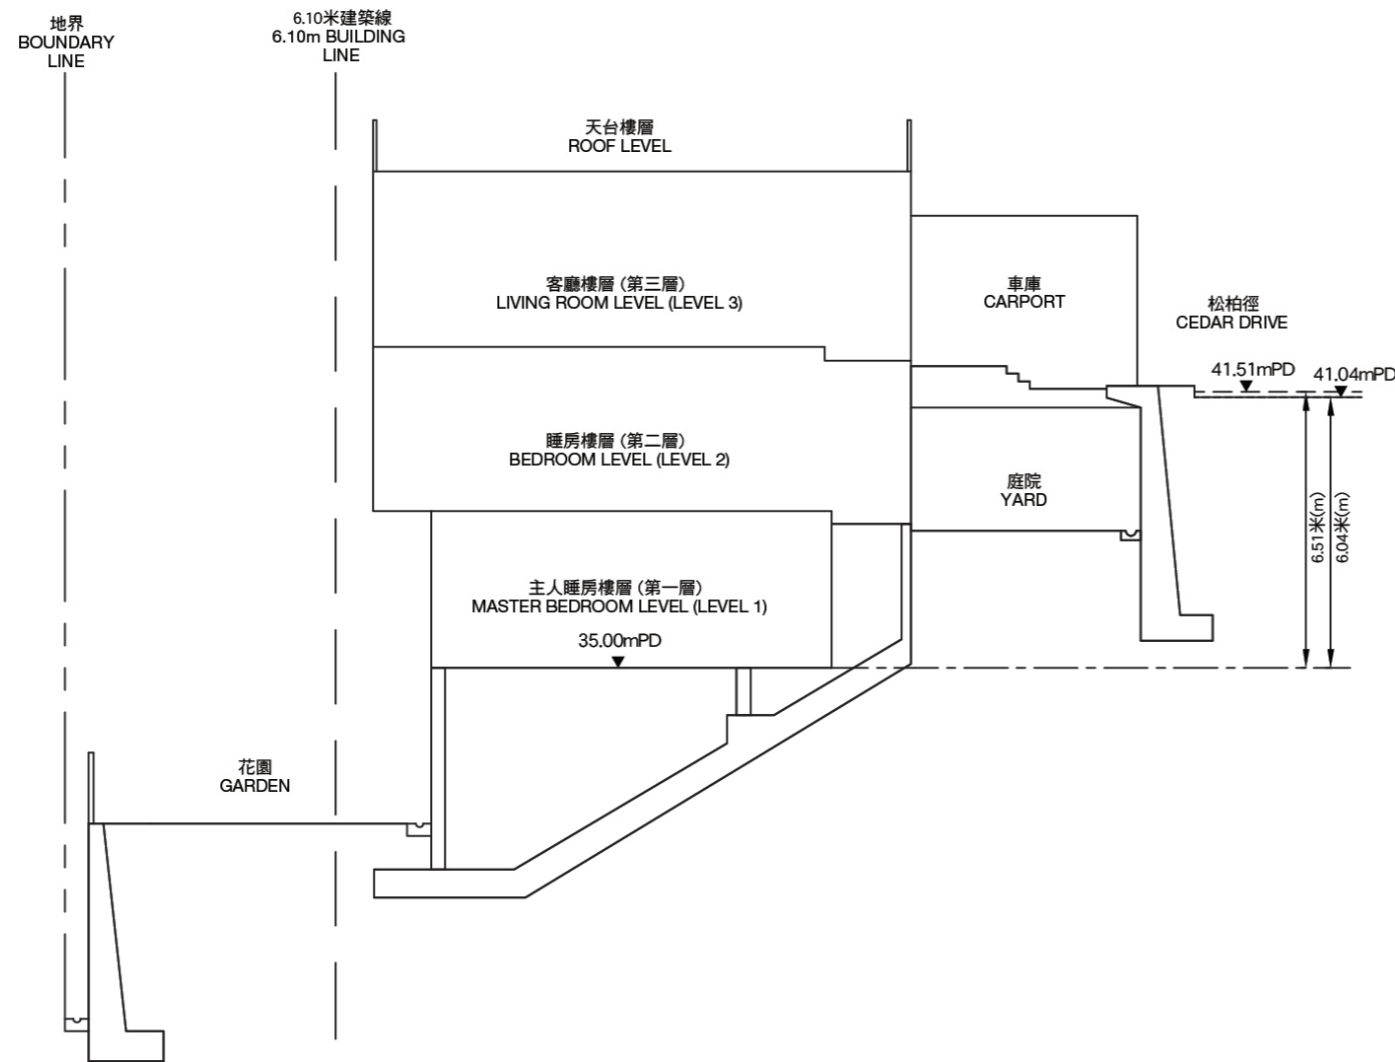 地界
BOUNDARY
LINE
6.10米建築線
6.10m BUILDING
LINE
天台樓層
ROOF LEVEL
客廳樓層 (第三層)
LIVING ROOM LEVEL (LEVEL 3)
車庫
CARPORT
松柏徑
CEDAR DRIVE
41.51mPD
41.04mPD
睡房樓層 (第二層)
BEDROOM LEVEL (LEVEL 2)
庭院
YARD
6.51米(m)
6.04米(m)
主人睡房樓層 (第一層)
MASTER BEDROOM LEVEL (LEVEL 1)
35.00mPD
花園
GARDEN